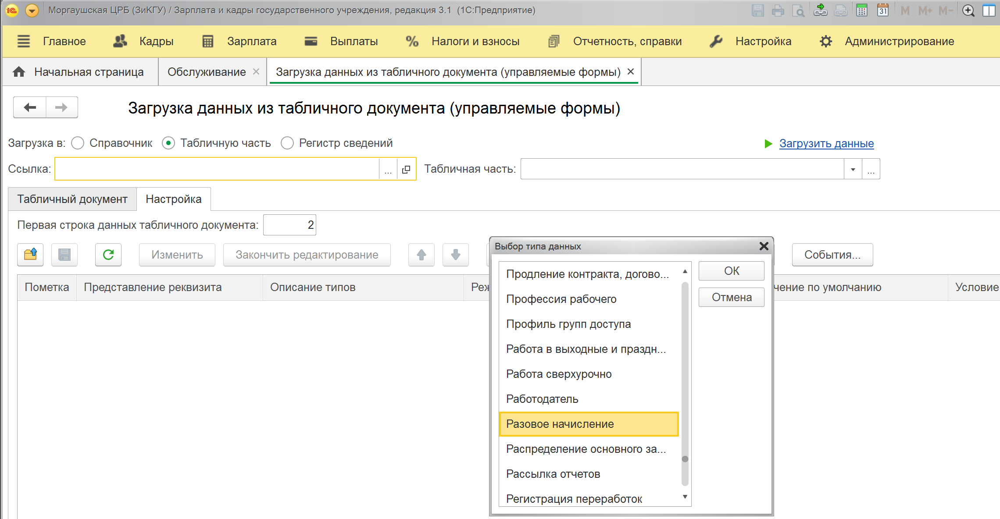 Моргаушская ЦРБ (ЗиКГУ) / Зарплата и кадры государственного учреждения, редакция 3.1 (1С:Предприятие)
31 M M+ M-
Главное Кадры Зарплата Выплаты % Налоги и взносы Отчетность, справки Настройка Администрирование
Начальная страница Обслуживание × Загрузка данных из табличного документа (управляемые формы) ×
Загрузка данных из табличного документа (управляемые формы)
Загрузка в: Справочник Табличную часть Регистр сведений Загрузить данные
Ссылка: ... Табличная часть: ...
Табличный документ Настройка
Первая строка данных табличного документа: 2
Изменить Закончить редактирование События...
Пометка Представление реквизита Описание типов Реж чение по умолчанию Условие
Выбор типа данных
Продление контракта, догово...
Профессия рабочего
Профиль групп доступа
Работа в выходные и праздн...
Работа сверхурочно
Работодатель
Разовое начисление
Распределение основного за...
Рассылка отчетов
Регистрация переработок
ОК
Отмена